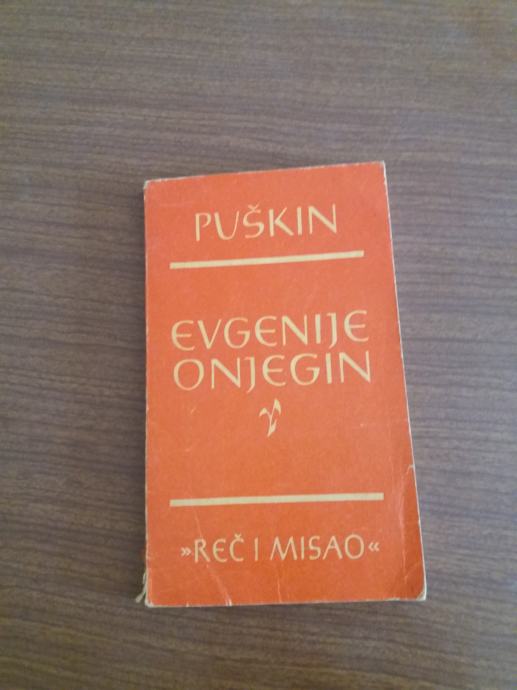 PUŠKIN
EVGENIJE
ONJEGIN
»REČ I MISAO«